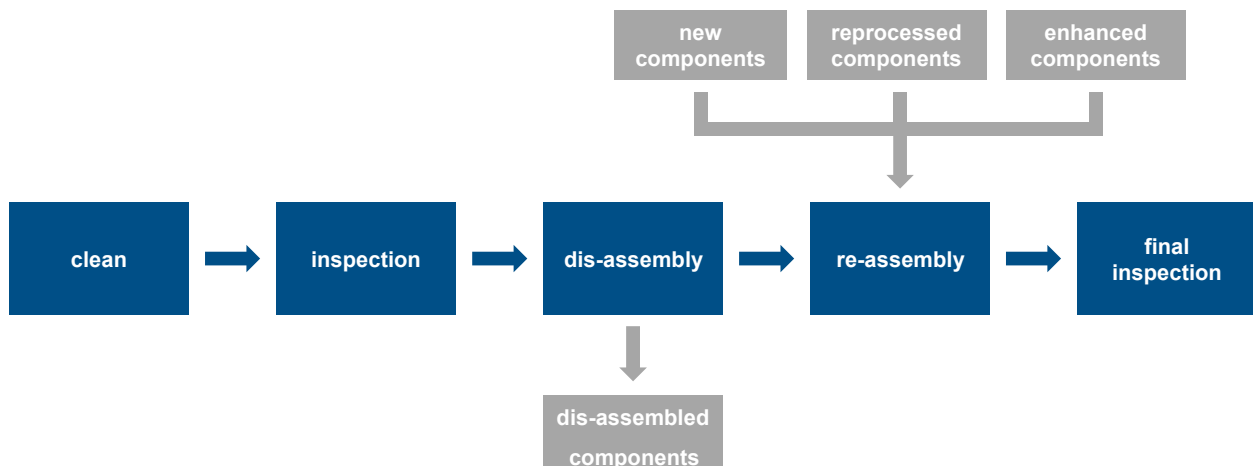 new
components
reprocessed
components
enhanced
components
clean
inspection
dis-assembly
re-assembly
final
inspection
dis-assembled
components